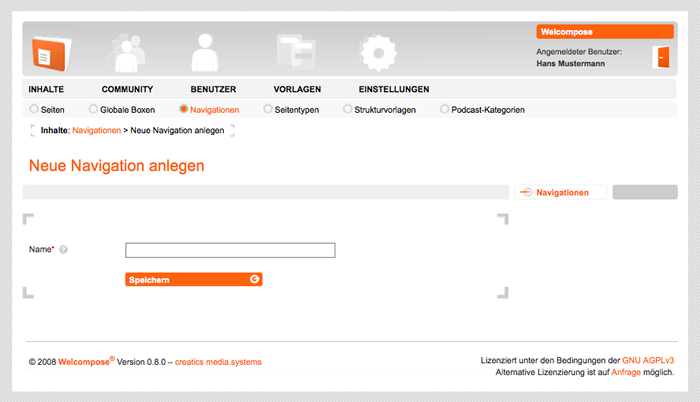 Welcompose
Angemeldeter Benutzer:
Hans Mustermann
INHALTE COMMUNITY BENUTZER VORLAGEN EINSTELLUNGEN
Seiten Globale Boxen Navigationen Seitentypen Strukturvorlagen Podcast-Kategorien
Inhalte: Navigationen > Neue Navigation anlegen
Neue Navigation anlegen
Navigationen
Name* ?
Speichern
© 2008 Welcompose® Version 0.8.0 – creatics media.systems
Lizenziert unter den Bedingungen der GNU AGPLv3
Alternative Lizenzierung ist auf Anfrage möglich.